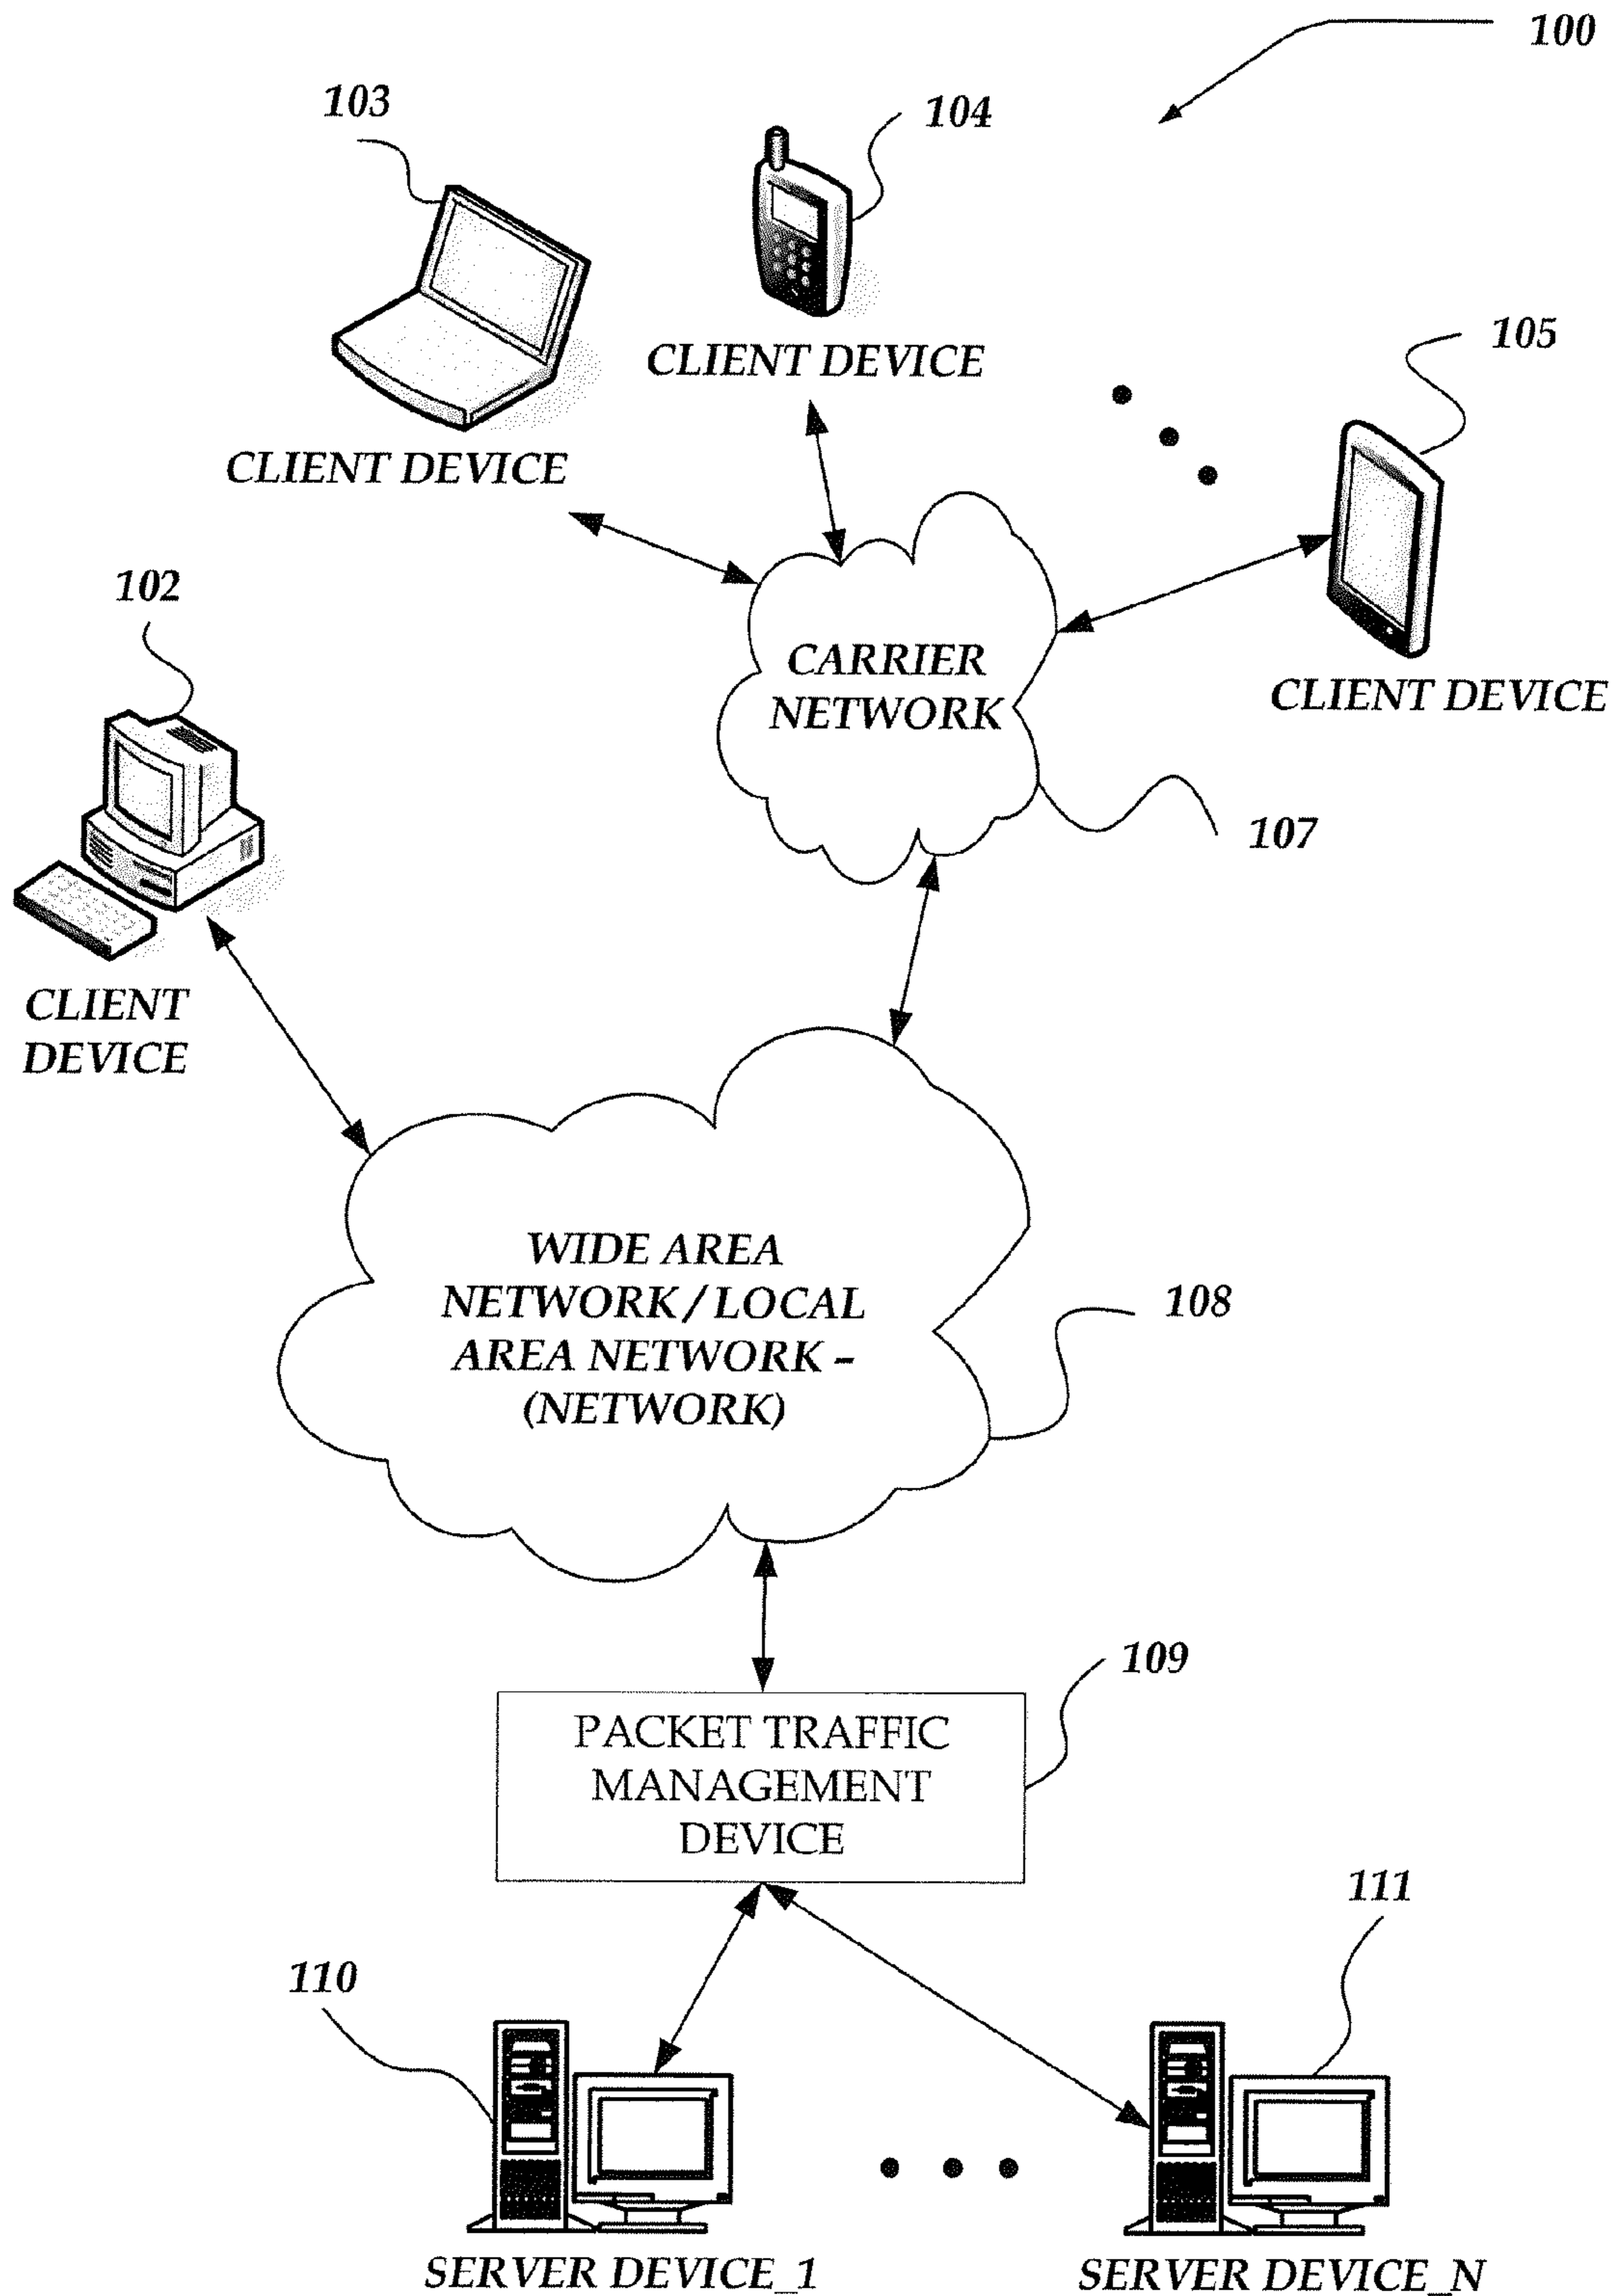 100
103
104
CLIENT DEVICE
105
CLIENT DEVICE
102
CARRIER
NETWORK
CLIENT DEVICE
107
CLIENT
DEVICE
WIDE AREA
NETWORK/LOCAL
AREA NETWORK –
(NETWORK)
108
109
PACKET TRAFFIC
MANAGEMENT
DEVICE
111
110
SERVER DEVICE_1
SERVER DEVICE_N